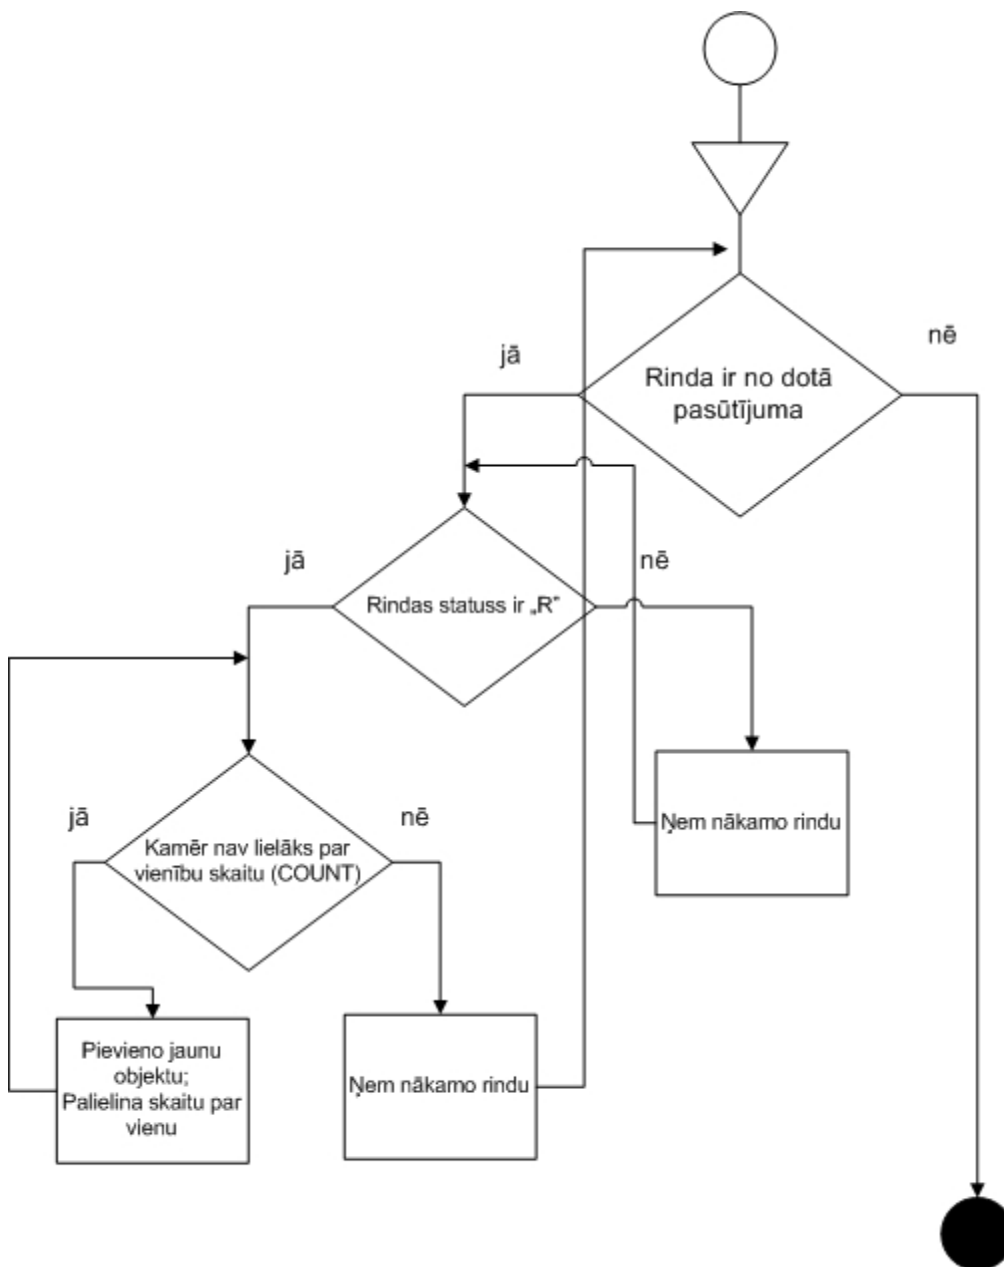 nē
jā
Rinda ir no dotā
pasūtījuma
jā
nē
Rindas statuss ir „R”
jā
nē
Ņem nākamo rindu
Kamēr nav lielāks par
vienību skaitu (COUNT)
Pievieno jaunu
objektu;
Palielina skaitu par
vienu
Ņem nākamo rindu